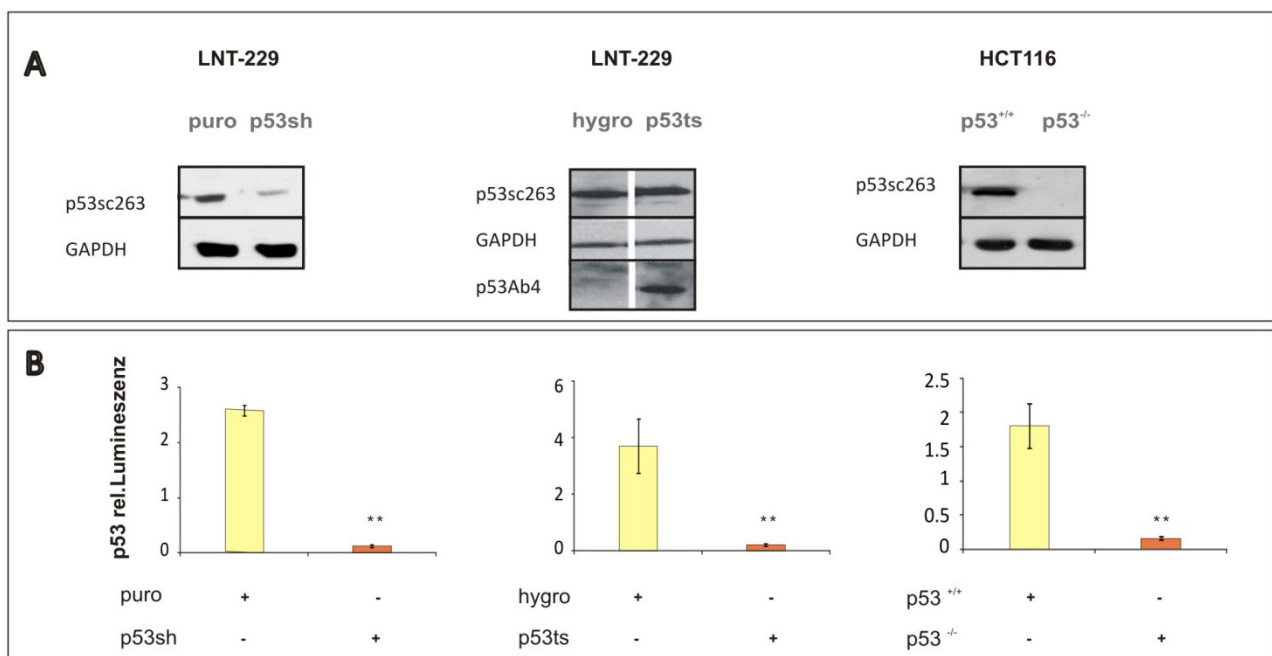 A
LNT-229 LNT-229 HCT116
puro p53sh hygro p53ts p53+/+ p53-/-
p53sc263 p53sc263 p53sc263
GAPDH GAPDH GAPDH
p53Ab4
B
p53 rel.Lumineszenz
3
2
1
0
**
puro + -
p53sh - +
6
4
2
0
**
hygro + -
p53ts - +
2.5
2
1.5
1
0.5
0
**
p53 +/+ + -
p53 -/- - +